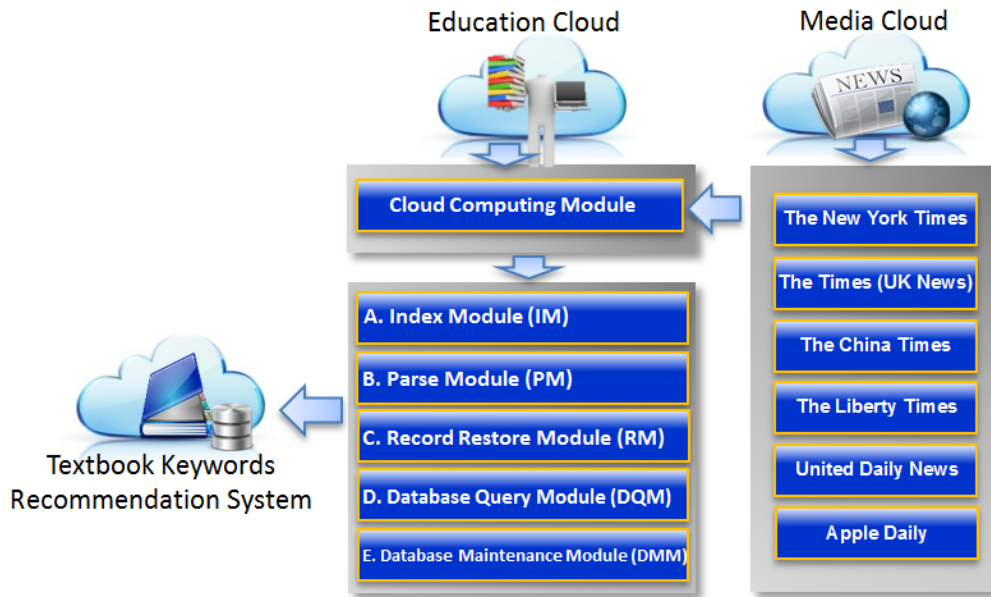 Education Cloud
Media Cloud
NEWS
Cloud Computing Module
The New York Times
The Times (UK News)
The China Times
The Liberty Times
United Daily News
Apple Daily
A. Index Module (IM)
B. Parse Module (PM)
C. Record Restore Module (RM)
D. Database Query Module (DQM)
E. Database Maintenance Module (DMM)
Textbook Keywords
Recommendation System